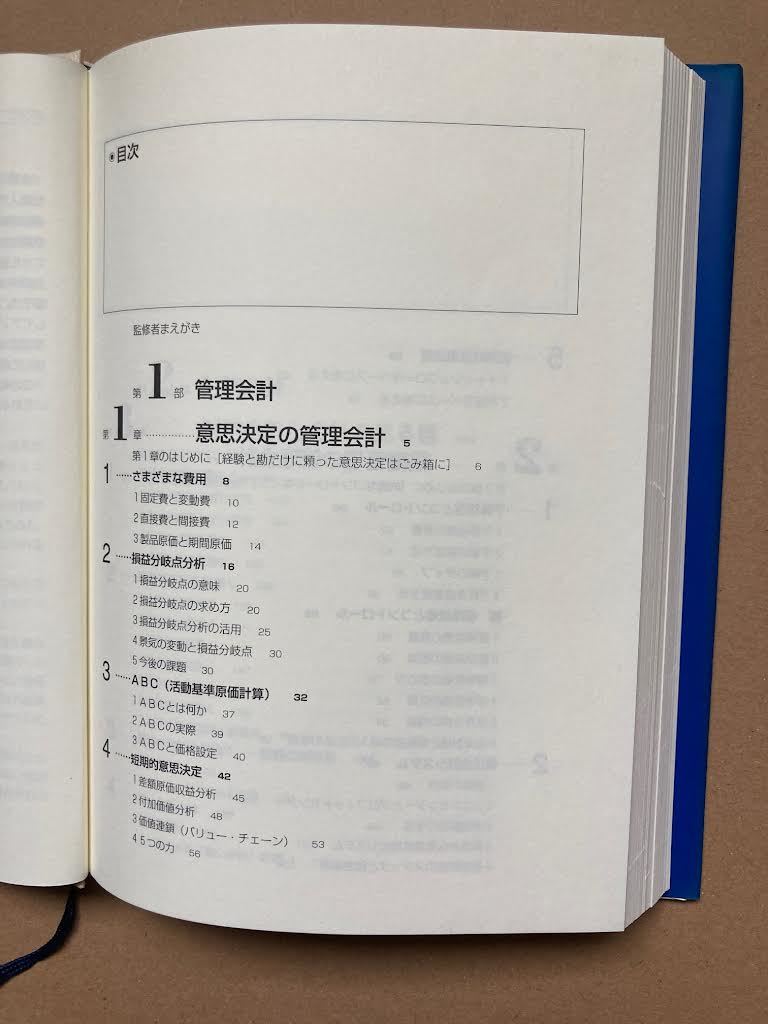 ◉目次
監修者まえがき
第1部 管理会計
第1章……………意思決定の管理会計 5
第1章のはじめに［経験と勘だけに頼った意思決定はごみ箱に］ 6
1……さまざまな費用 8
1固定費と変動費 10
2直接費と間接費 12
3製品原価と期間原価 14
2……損益分岐点分析 16
1損益分岐点の意味 20
2損益分岐点の求め方 20
3損益分岐点分析の活用 25
4景気の変動と損益分岐点 30
5今後の課題 30
3……ABC（活動基準原価計算） 32
1ABCとは何か 37
2ABCの実際 39
3ABCと価格設定 40
4……短期的意思決定 42
1差額原価収益分析 45
2付加価値分析 48
3価値連鎖（バリュー・チェーン） 53
4 5つの力 56